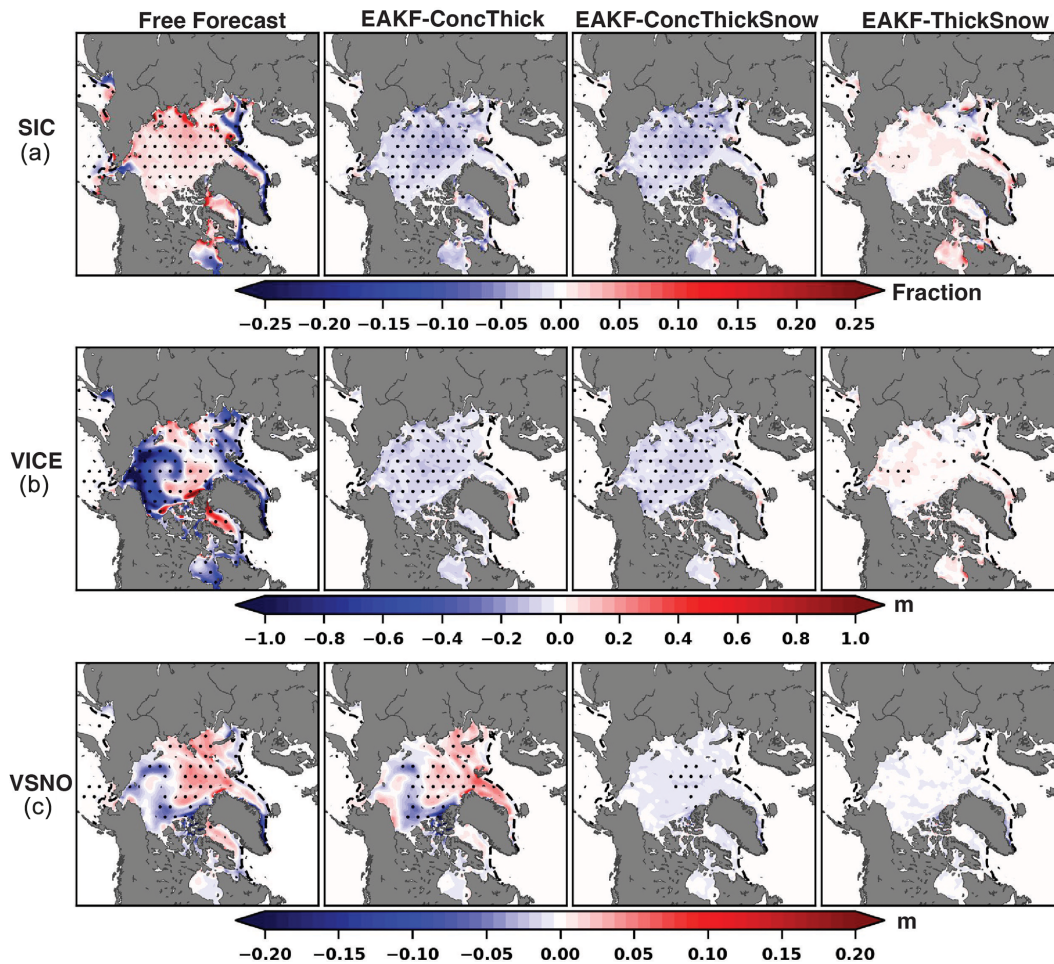 Free Forecast EAKF-ConcThick EAKF-ConcThickSnow EAKF-ThickSnow
SIC
(a)
Fraction
−0.25 −0.20 −0.15 −0.10 −0.05 0.00 0.05 0.10 0.15 0.20 0.25
VICE
(b)
m
−1.0 −0.8 −0.6 −0.4 −0.2 0.0 0.2 0.4 0.6 0.8 1.0
VSNO
(c)
m
−0.20 −0.15 −0.10 −0.05 0.00 0.05 0.10 0.15 0.20